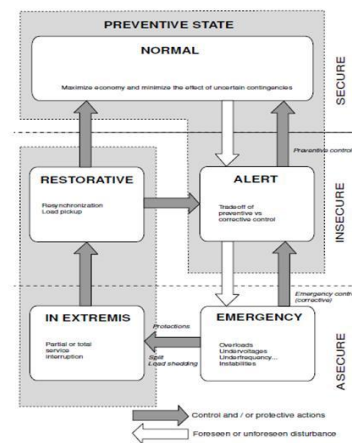 PREVENTIVE STATE
NORMAL
Maximize economy and minimize the effect of uncertain contingencies
SECURE
Preventive control
RESTORATIVE
Resynchronization
Load pickup
ALERT
Tradeoff of
preventive vs
corrective control
INSECURE
Emergency control
(corrective)
IN EXTREMIS
Partial or total
service
interruption
Protections
Split
Load shedding
EMERGENCY
Overloads
Undervoltages
Underfrequency...
Instabilities
ASECURE
Control and / or protective actions
Foreseen or unforeseen disturbance